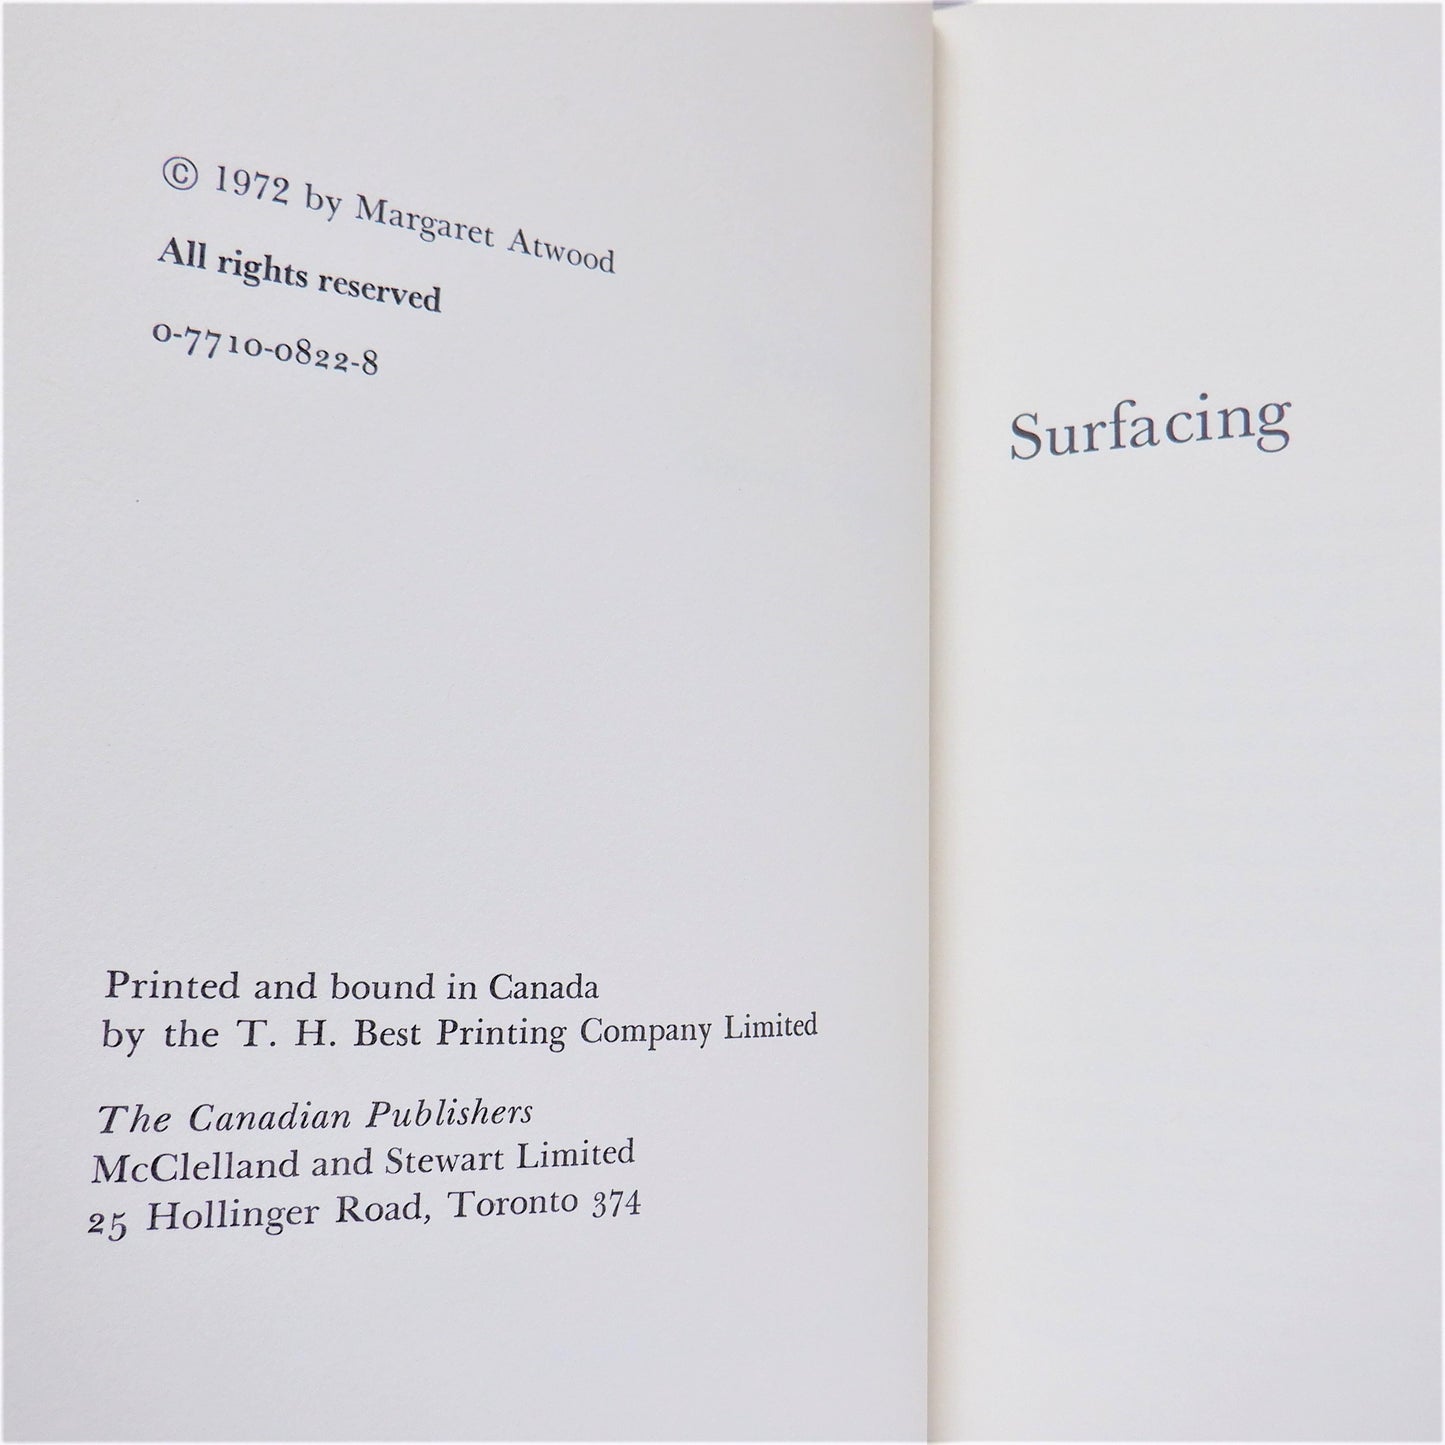 © 1972 by Margaret Atwood
All rights reserved
0-7710-0822-8
Printed and bound in Canada
by the T. H. Best Printing Company Limited
The Canadian Publishers
McClelland and Stewart Limited
25 Hollinger Road, Toronto 374
Surfacing